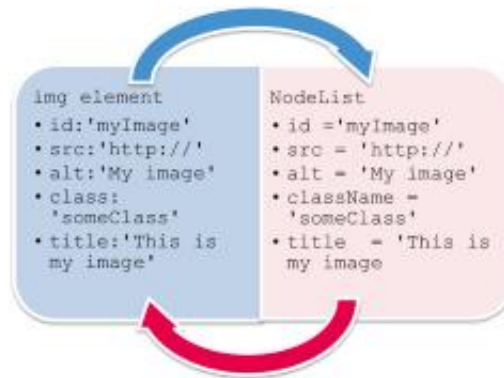 img element
• id:'myImage'
• src:'http://'
• alt:'My image'
• class:
'someClass'
• title:'This is
my image'
NodeList
• id ='myImage'
• src = 'http://'
• alt = 'My image'
• className =
'someClass'
• title = 'This is
my image